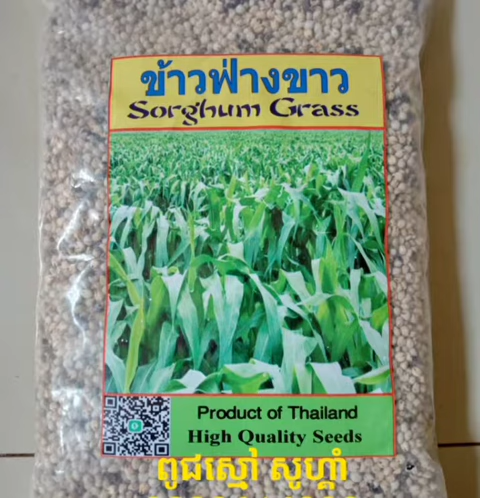 ข้าวฟ่างขาว
Sorghum Grass
Product of Thailand
High Quality Seeds
ពូជស្មៅ សូហ្គាំ